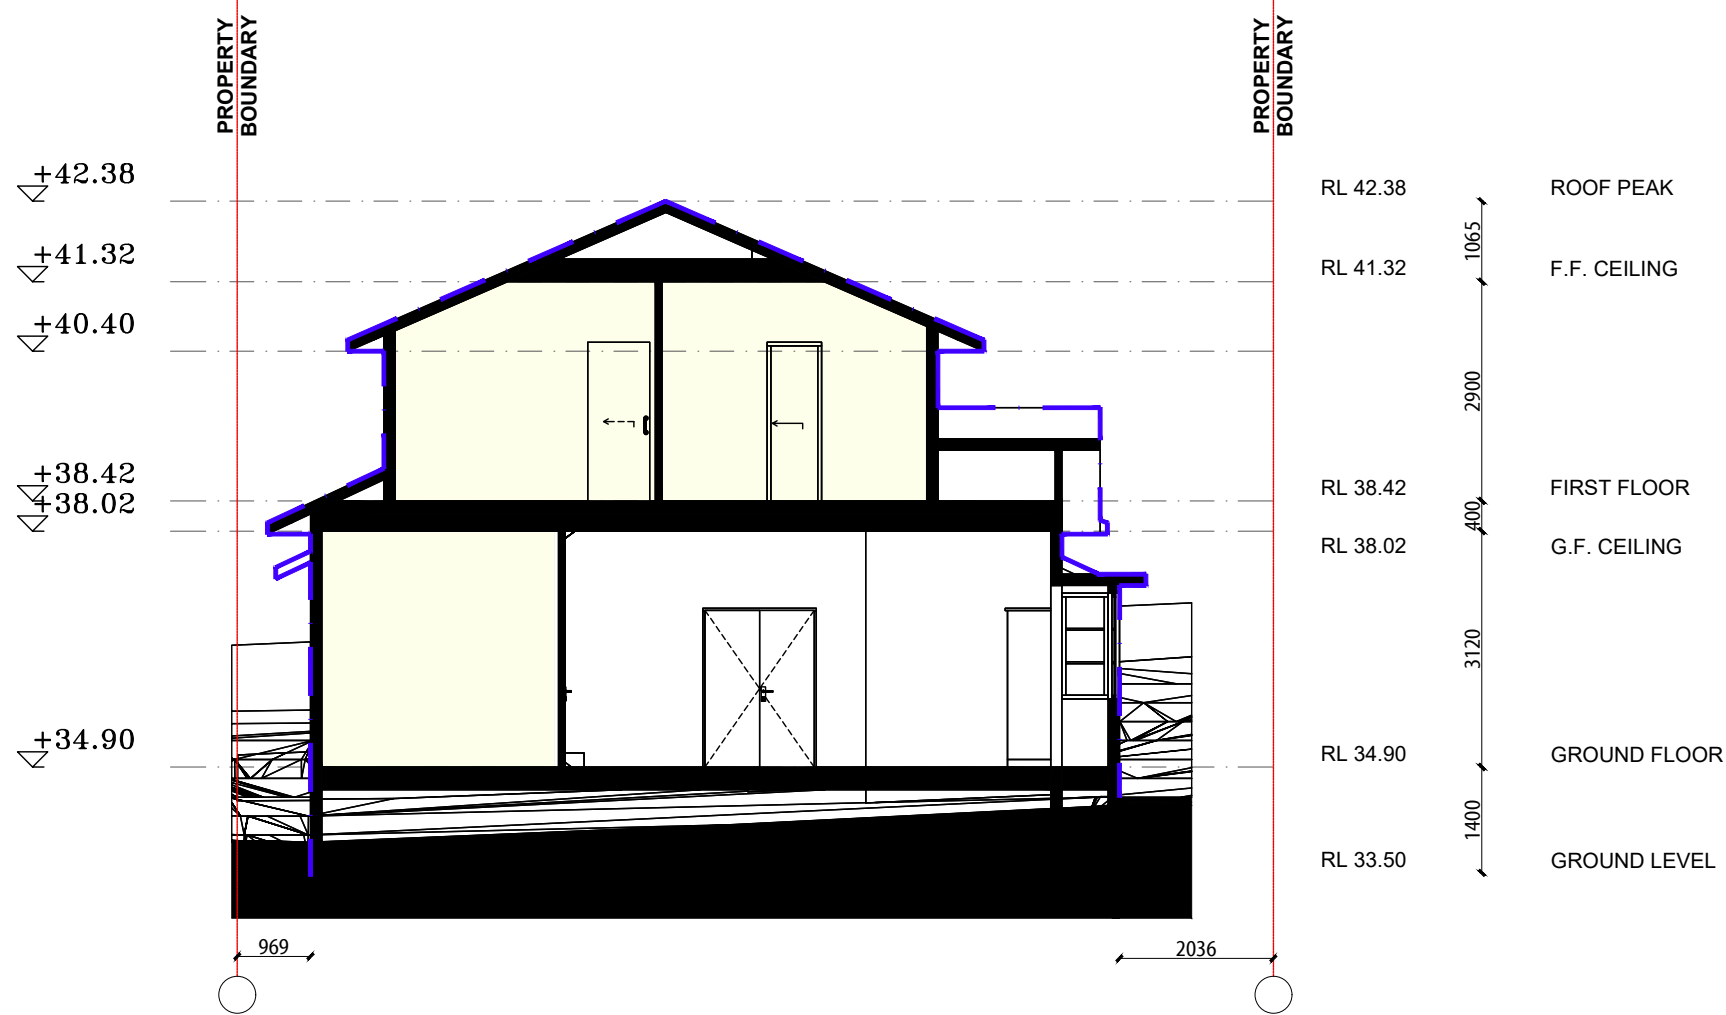 PROPERTY
BOUNDARY
PROPERTY
BOUNDARY
+42.38
RL 42.38
ROOF PEAK
1065
+41.32
RL 41.32
F.F. CEILING
+40.40
2900
+38.42
RL 38.42
FIRST FLOOR
+38.02
400
RL 38.02
G.F. CEILING
3120
+34.90
RL 34.90
GROUND FLOOR
1400
RL 33.50
GROUND LEVEL
969
2036